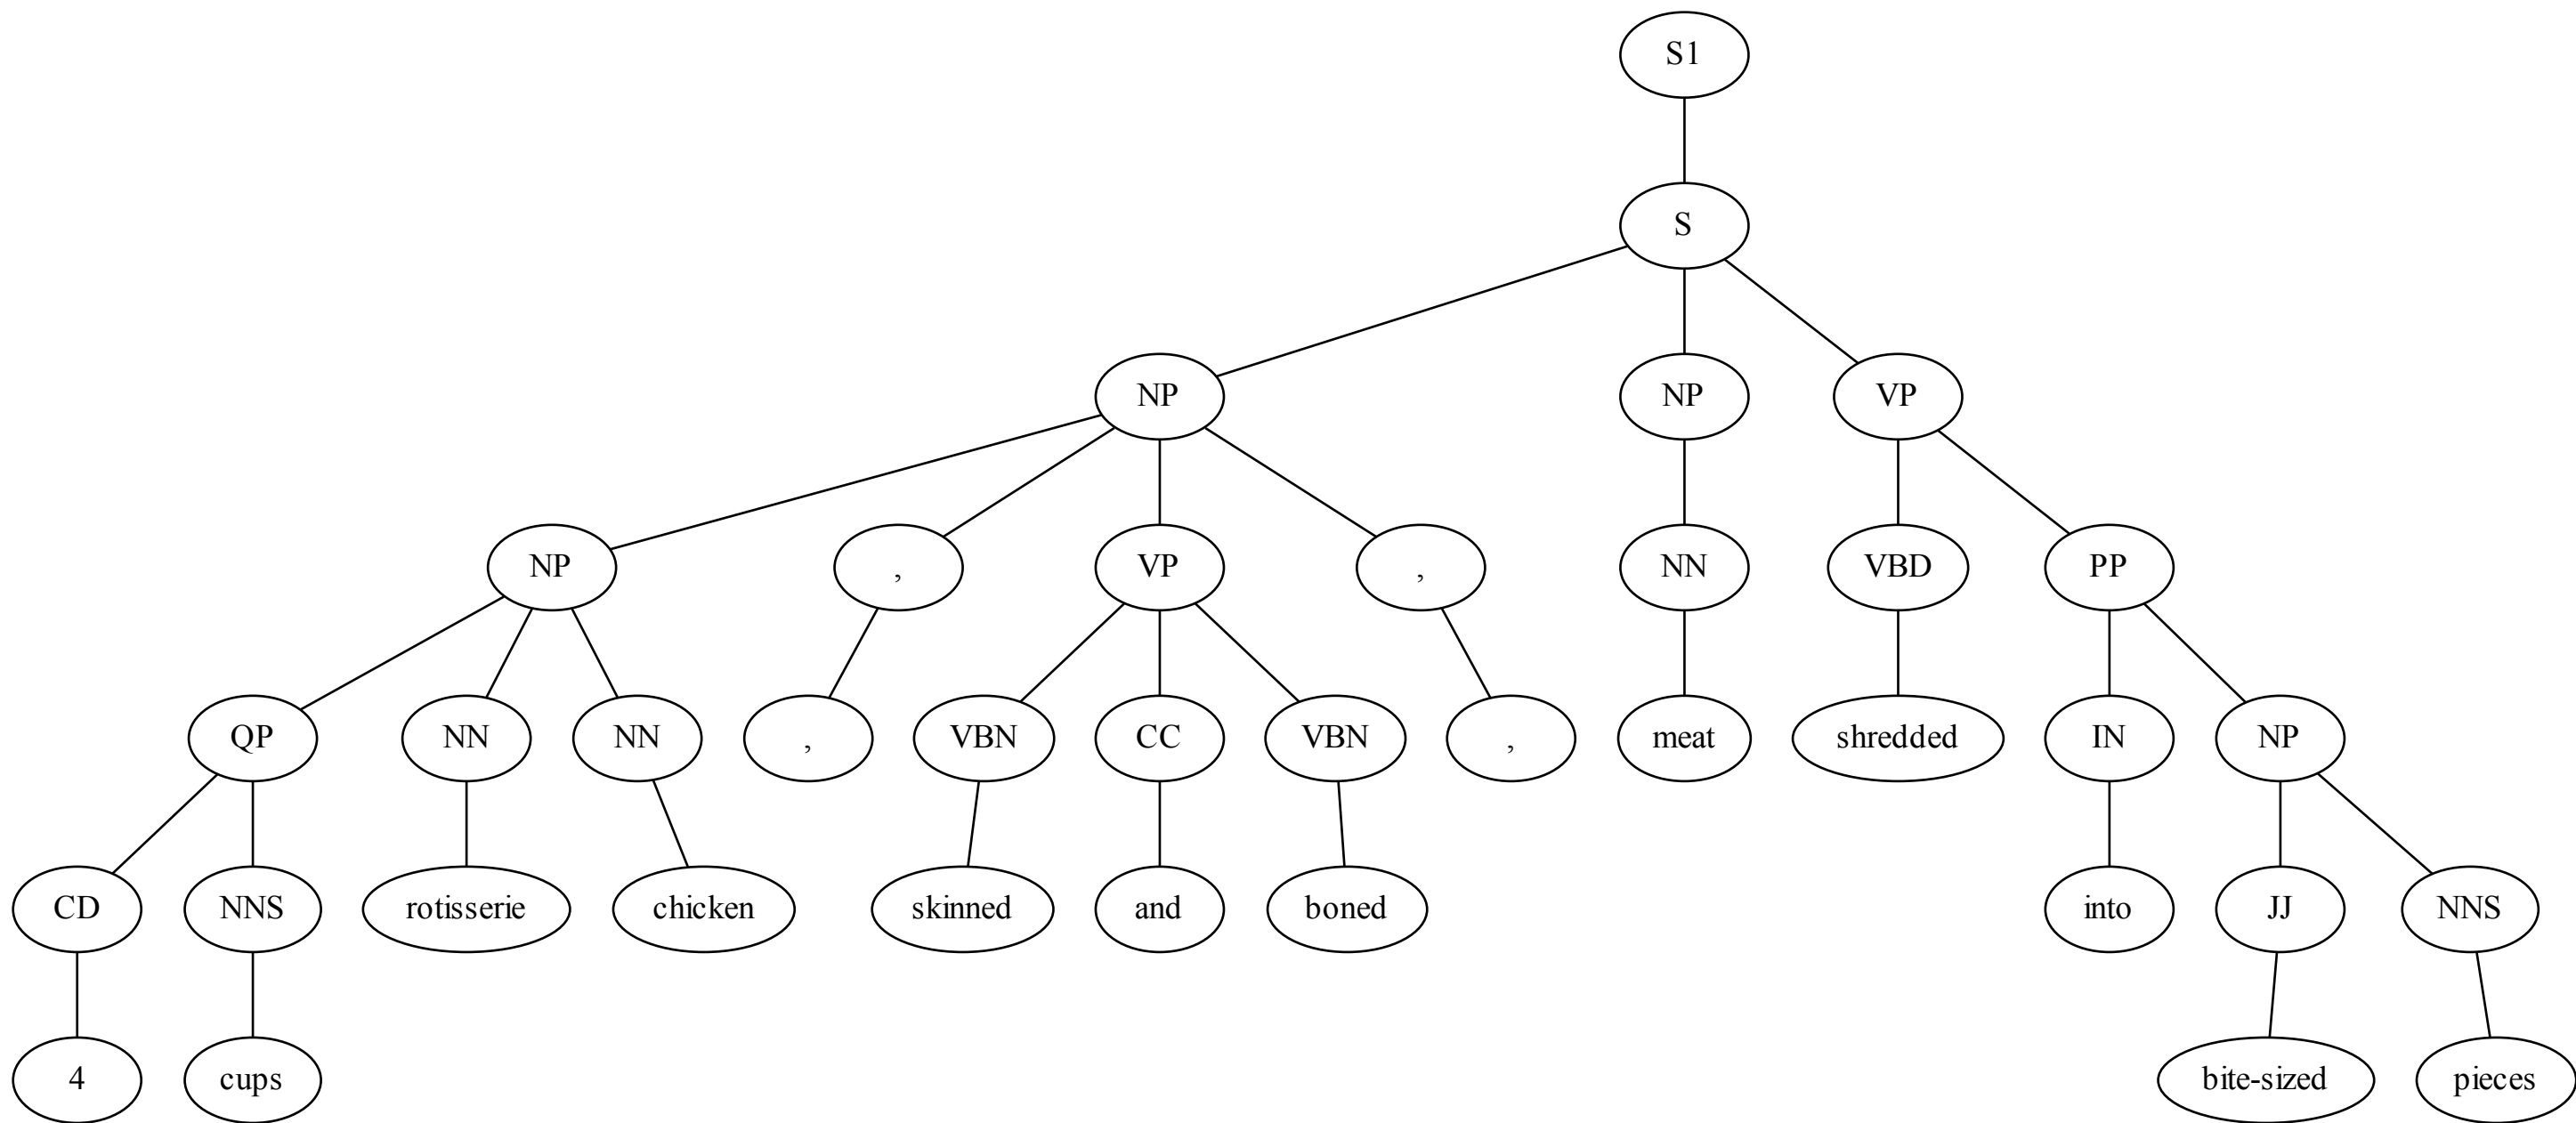 S1
S
NP NP VP
NP , VP , NN VBD PP
QP NN NN , VBN CC VBN , meat shredded IN NP
CD NNS rotisserie chicken skinned and boned into JJ NNS
4 cups bite-sized pieces